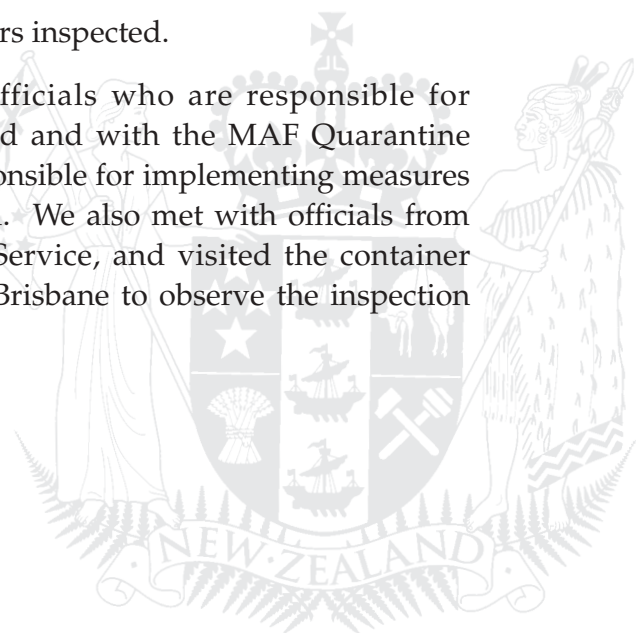 rs inspected.
fficials who are responsible for
d and with the MAF Quarantine
onsible for implementing measures
. We also met with officials from
Service, and visited the container
Brisbane to observe the inspection
NEW·ZEALAND